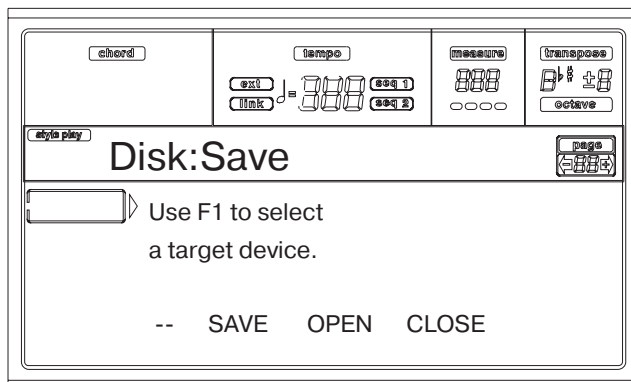 chord tempo measure transpose
ext seq 1
link seq 2
octave
style play page
Disk:Save
Use F1 to select
a target device.
-- SAVE OPEN CLOSE